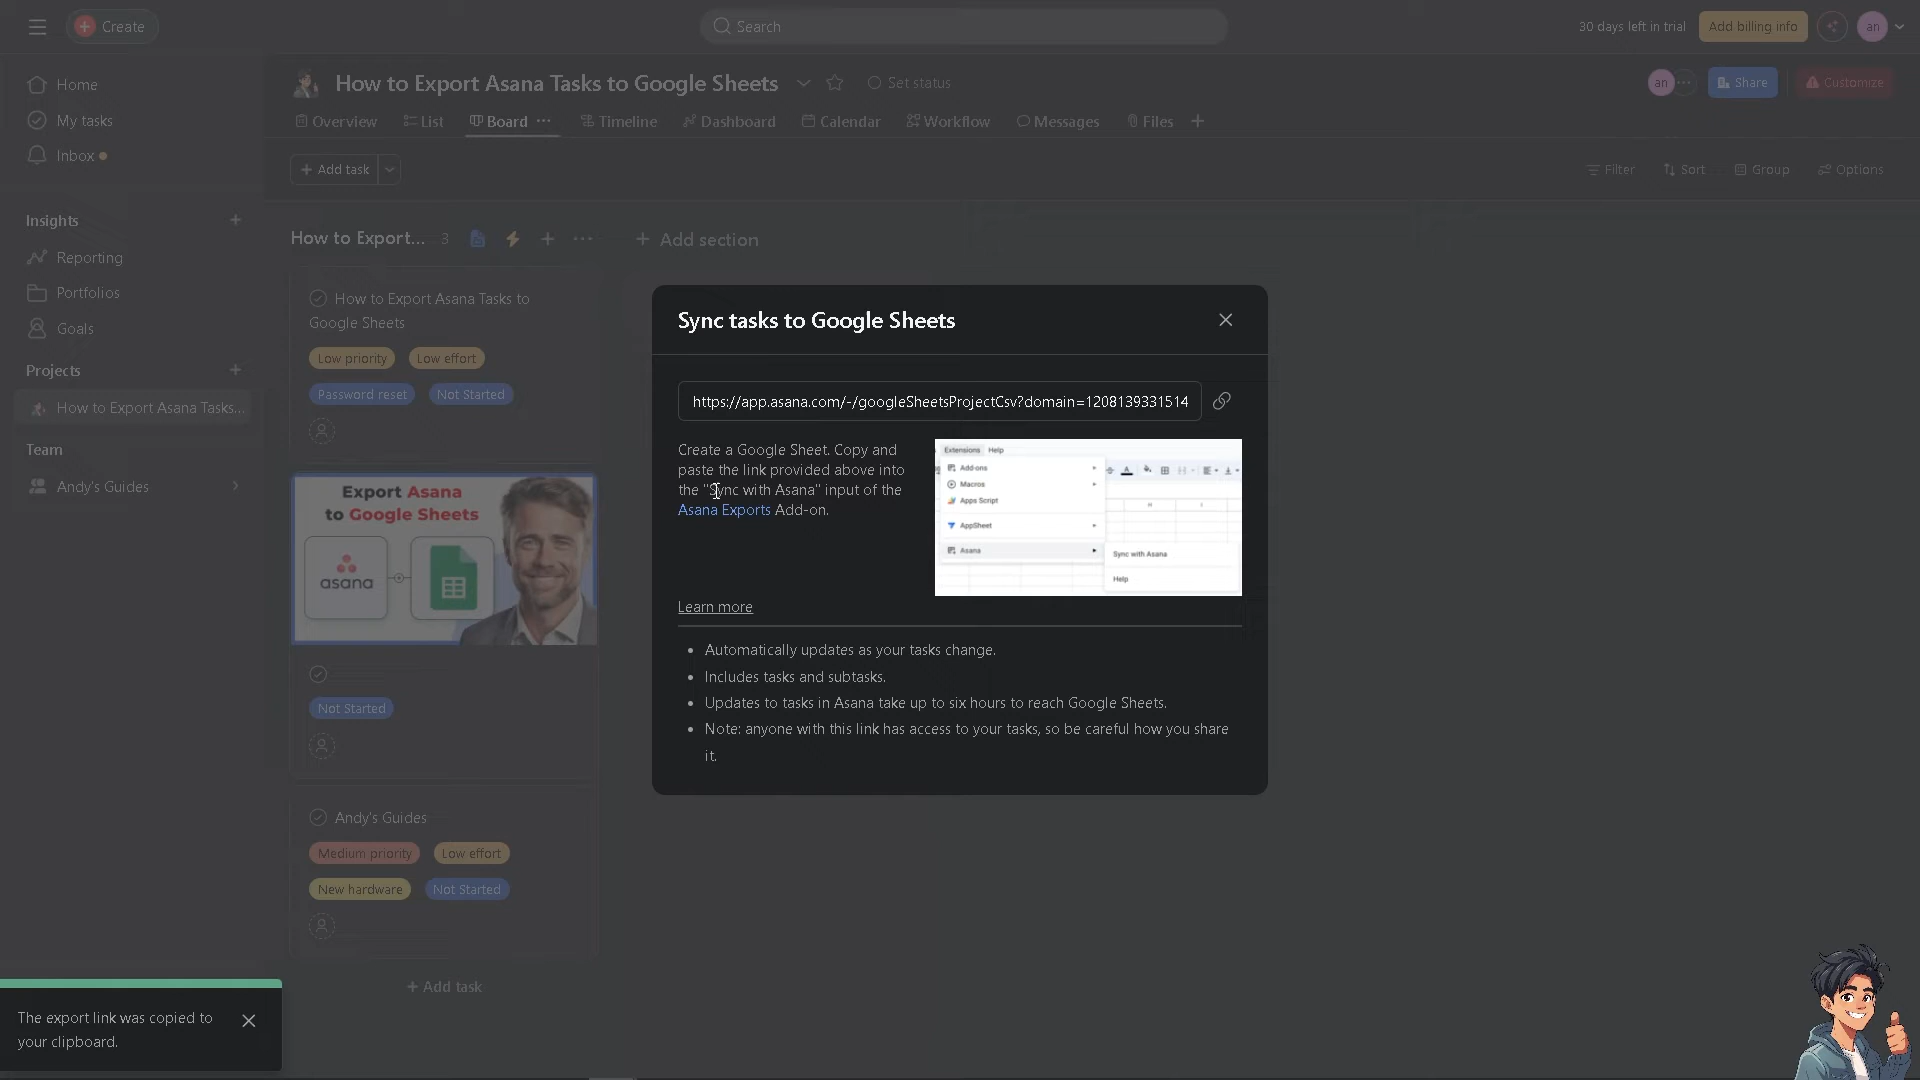 Create
Search
30 days left in trial
Add billing info
an
Home
My tasks
Inbox
Insights
Reporting
Portfolios
Goals
Projects
How to Export Asana Tasks...
Team
Andy's Guides
How to Export Asana Tasks to Google Sheets
Set status
an
Share
Customize
Overview
List
Board
Timeline
Dashboard
Calendar
Workflow
Messages
Files
Add task
Filter
Sort
Group
Options
How to Export... 3
Add section
How to Export Asana Tasks to
Google Sheets
Low priority
Low effort
Password reset
Not Started
Export Asana
to Google Sheets
asana
Not Started
Andy's Guides
Medium priority
Low effort
New hardware
Not Started
+ Add task
Sync tasks to Google Sheets
https://app.asana.com/-/googleSheetsProjectCsv?domain=1208139331514
Create a Google Sheet. Copy and
paste the link provided above into
the "Sync with Asana" input of the
Asana Exports Add-on.
Extensions Help
Add-ons
Macros
Apps Script
AppSheet
Asana
Sync with Asana
Help
Learn more
• Automatically updates as your tasks change.
• Includes tasks and subtasks.
• Updates to tasks in Asana take up to six hours to reach Google Sheets.
• Note: anyone with this link has access to your tasks, so be careful how you share
it.
The export link was copied to
your clipboard.